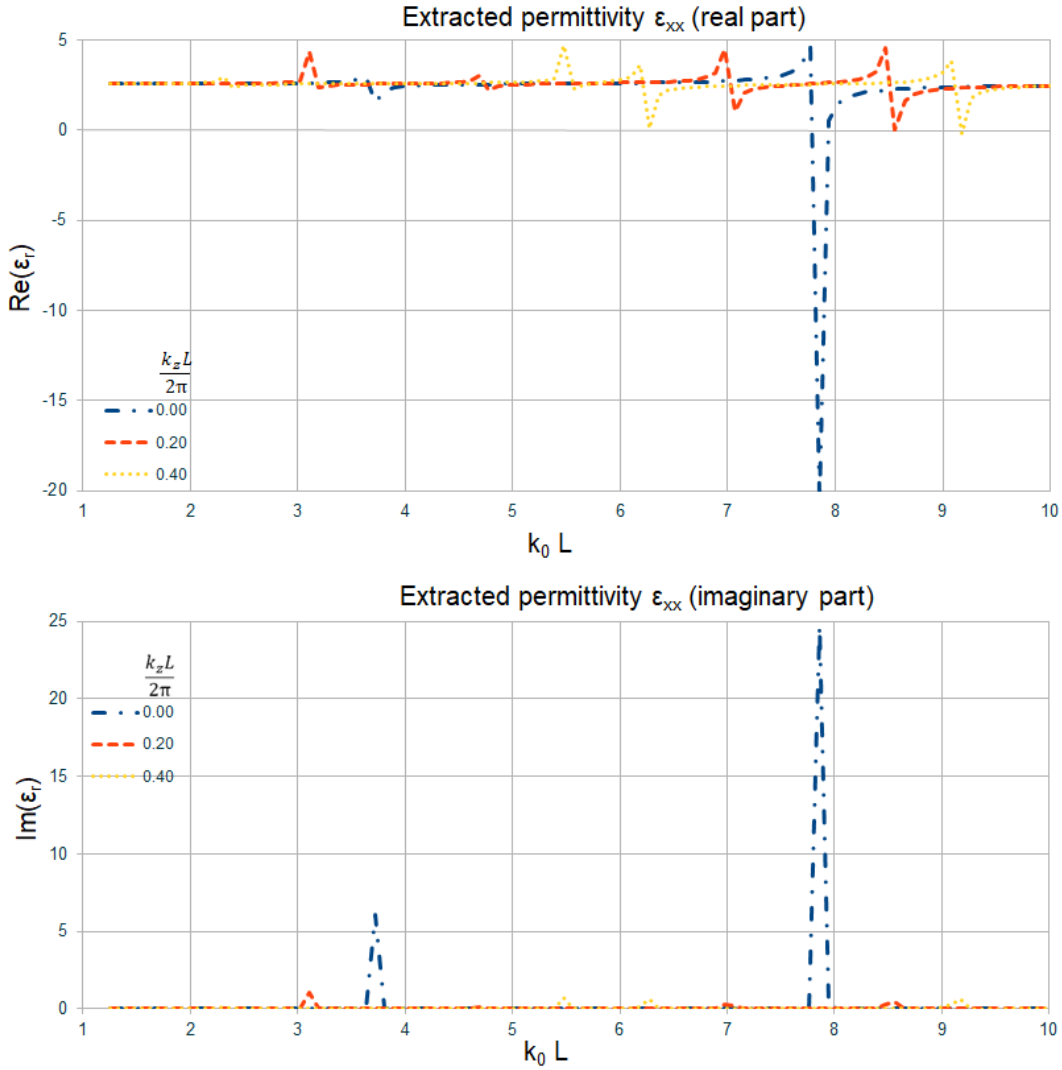 Extracted permittivity εxx (real part)
5
0
-5
-10
-15
-20
Re(εr)
kzL
2π
0.00
0.20
0.40
1 2 3 4 5 6 7 8 9 10
k0 L
Extracted permittivity εxx (imaginary part)
25
20
15
10
5
0
Im(εr)
kzL
2π
0.00
0.20
0.40
1 2 3 4 5 6 7 8 9 10
k0 L